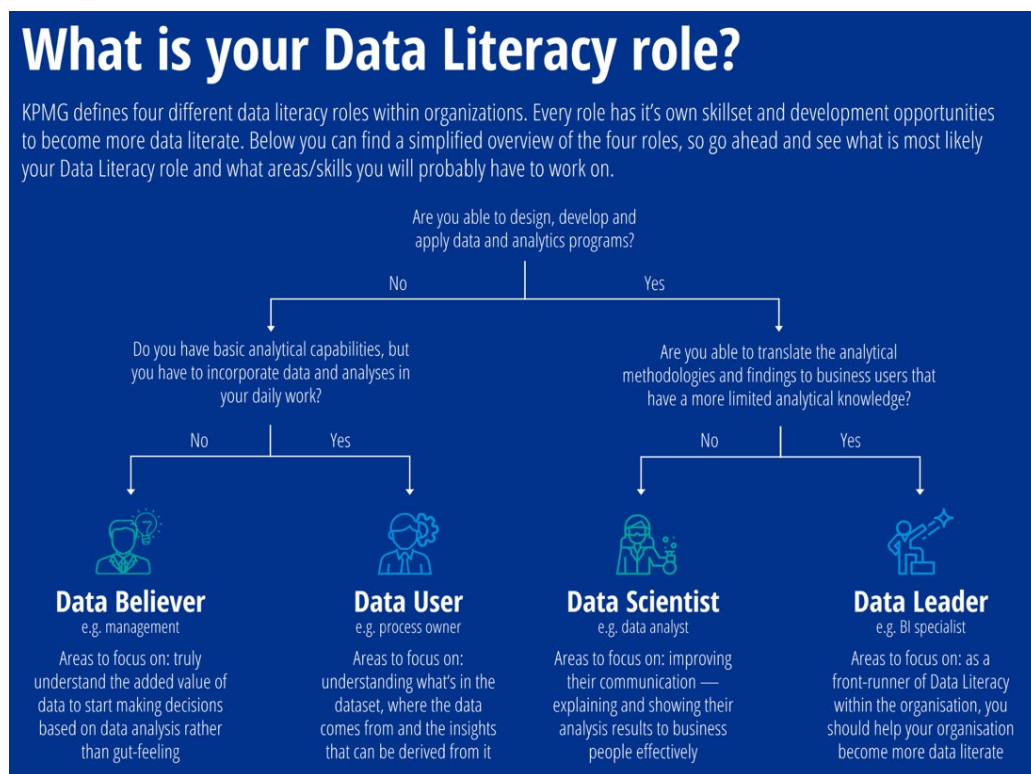 What is your Data Literacy role?
KPMG defines four different data literacy roles within organizations. Every role has it's own skillset and development opportunities
to become more data literate. Below you can find a simplified overview of the four roles, so go ahead and see what is most likely
your Data Literacy role and what areas/skills you will probably have to work on.
Are you able to design, develop and
apply data and analytics programs?
No
Yes
Do you have basic analytical capabilities, but
you have to incorporate data and analyses in
your daily work?
Are you able to translate the analytical
methodologies and findings to business users that
have a more limited analytical knowledge?
No
Yes
No
Yes
Data Believer
e.g. management
Areas to focus on: truly
understand the added value of
data to start making decisions
based on data analysis rather
than gut-feeling
Data User
e.g. process owner
Areas to focus on:
understanding what's in the
dataset, where the data
comes from and the insights
that can be derived from it
Data Scientist
e.g. data analyst
Areas to focus on: improving
their communication —
explaining and showing their
analysis results to business
people effectively
Data Leader
e.g. BI specialist
Areas to focus on: as a
front-runner of Data Literacy
within the organisation, you
should help your organisation
become more data literate